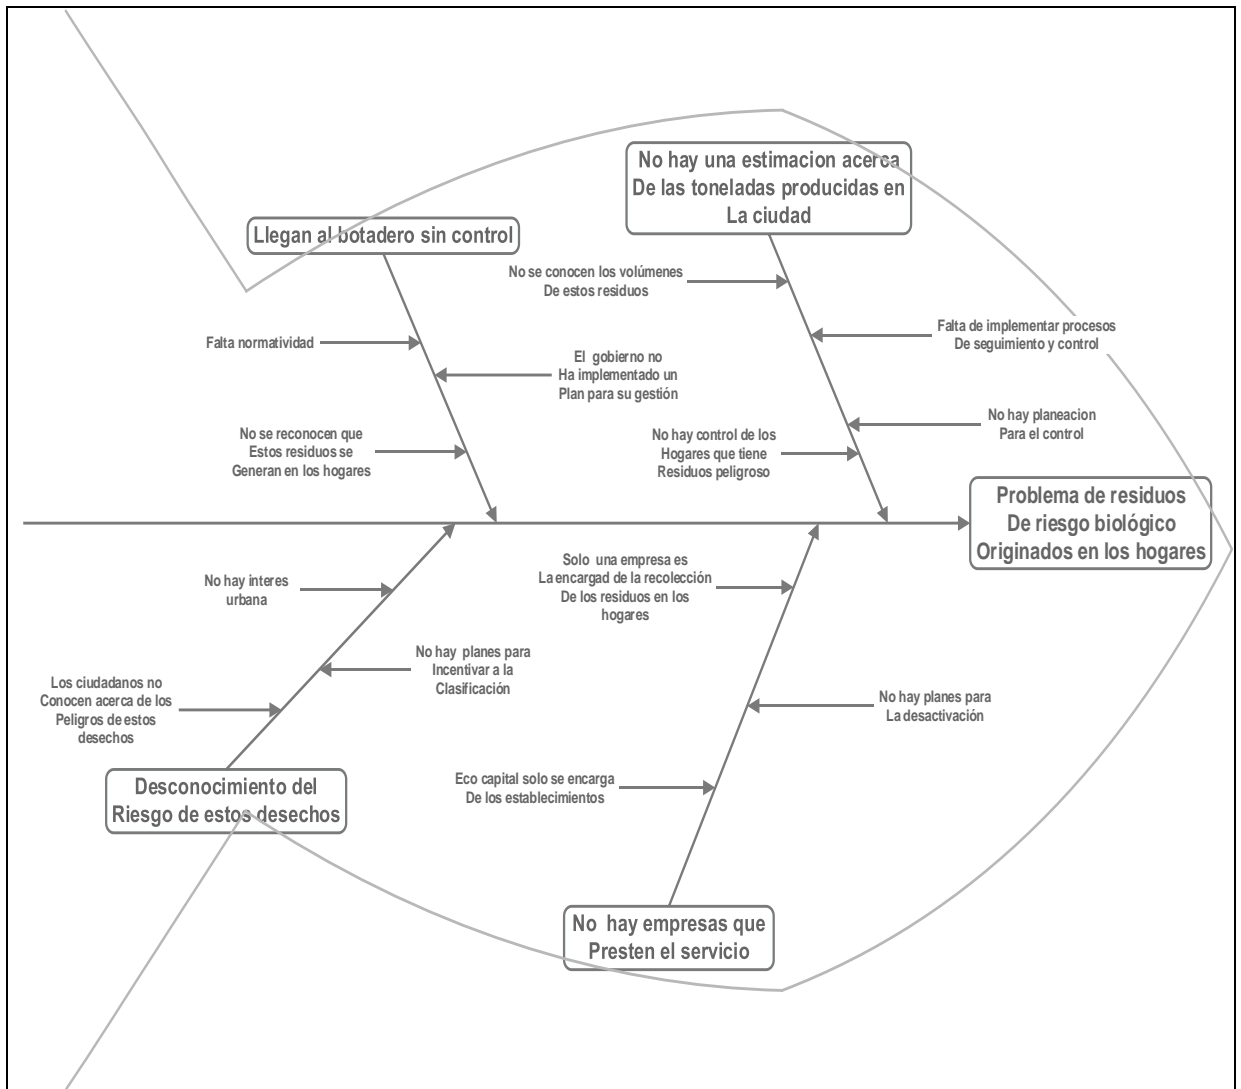 No hay una estimacion acerca
De las toneladas producidas en
La ciudad
Llegan al botadero sin control
No se conocen los volúmenes
De estos residuos
Falta normatividad
Falta de implementar procesos
De seguimiento y control
El gobierno no
Ha implementado un
Plan para su gestión
No se reconocen que
Estos residuos se
Generan en los hogares
No hay control de los
Hogares que tiene
Residuos peligroso
No hay planeacion
Para el control
Problema de residuos
De riesgo biológico
Originados en los hogares
No hay interes
urbana
Solo una empresa es
La encargad de la recolección
De los residuos en los
hogares
No hay planes para
Incentivar a la
Clasificación
Los ciudadanos no
Conocen acerca de los
Peligros de estos
desechos
No hay planes para
La desactivación
Eco capital solo se encarga
De los establecimientos
Desconocimiento del
Riesgo de estos desechos
No hay empresas que
Presten el servicio